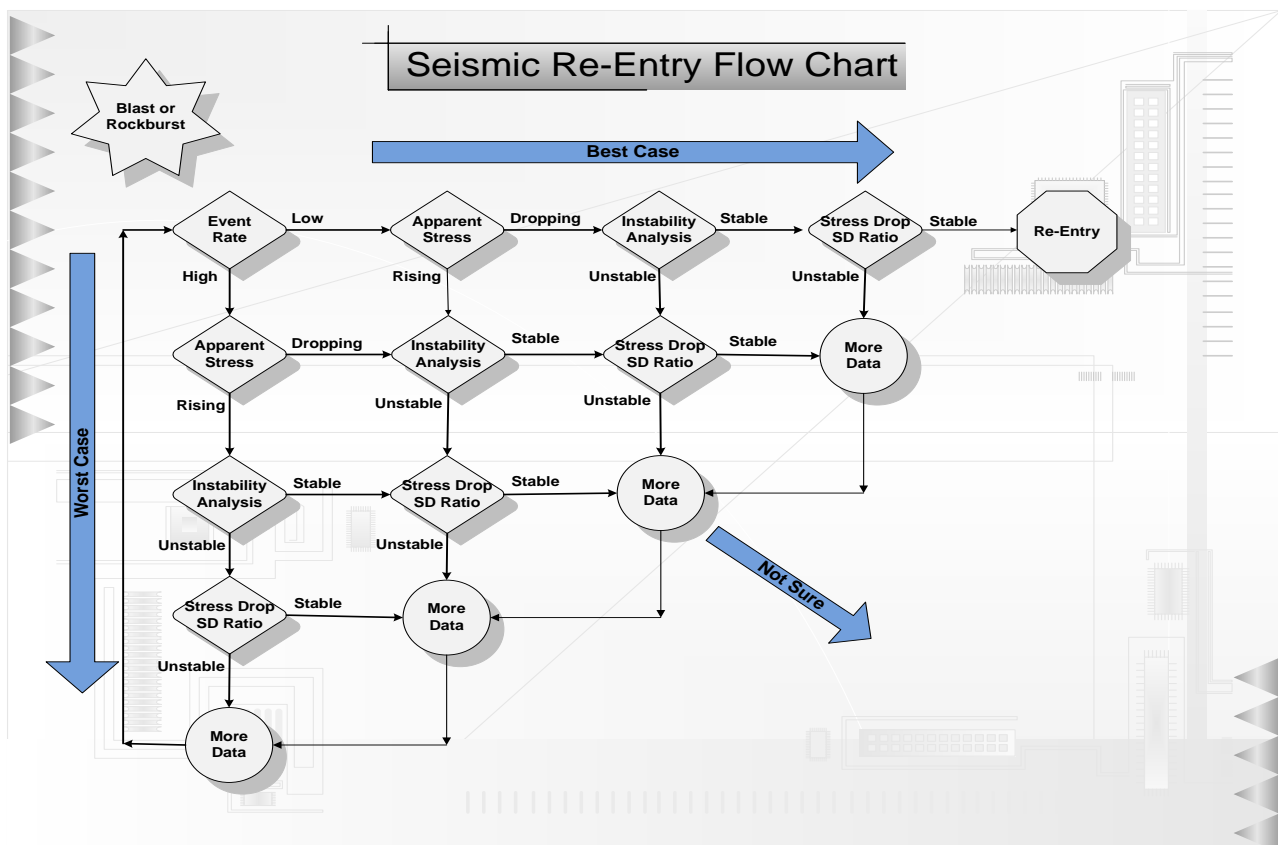 Seismic Re-Entry Flow Chart
Blast or
Rockburst
Best Case
Event
Rate
Low
Apparent
Stress
Dropping
Instability
Analysis
Stable
Stress Drop
SD Ratio
Stable
Re-Entry
High
Rising
Unstable
Unstable
Apparent
Stress
Dropping
Instability
Analysis
Stable
Stress Drop
SD Ratio
Stable
More
Data
Rising
Unstable
Unstable
Worst Case
Instability
Analysis
Stable
Stress Drop
SD Ratio
Stable
More
Data
Unstable
Unstable
Not Sure
Stress Drop
SD Ratio
Stable
More
Data
Unstable
More
Data